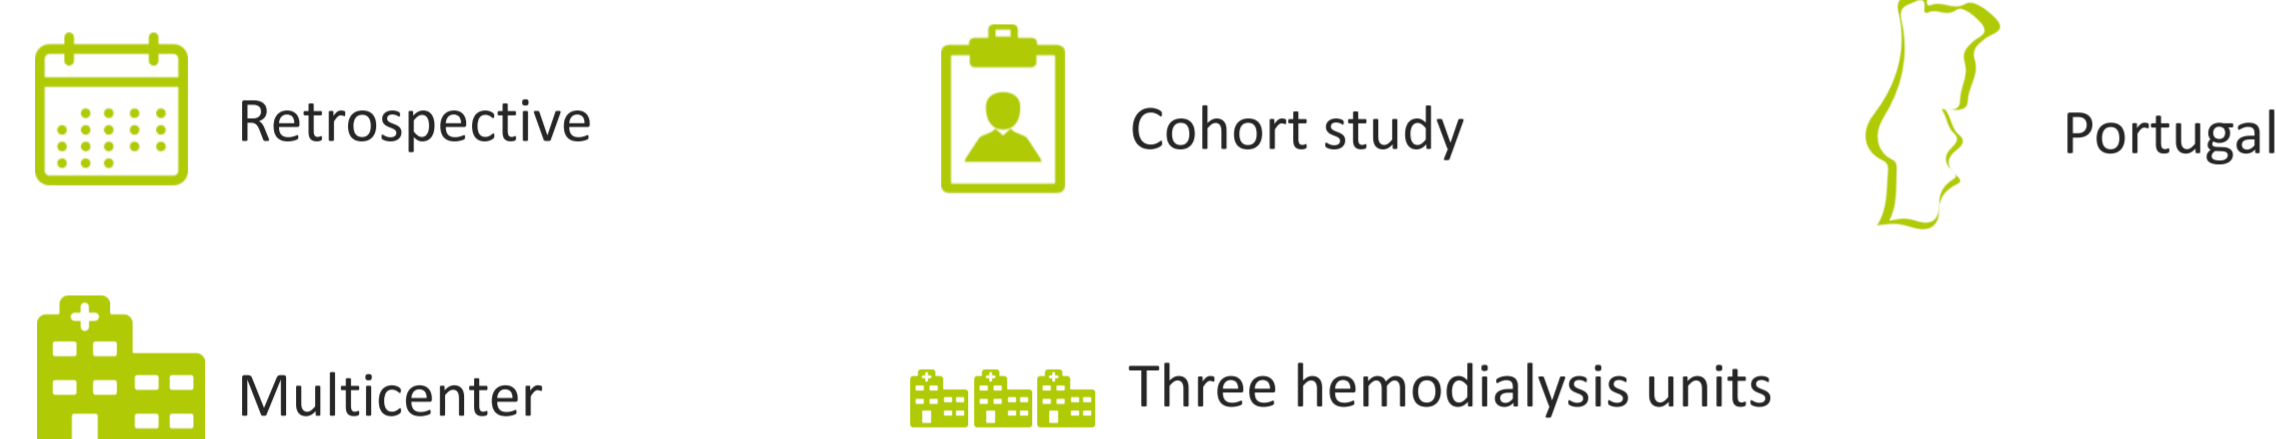 Retrospective
Cohort study
Portugal
Multicenter
Three hemodialysis units